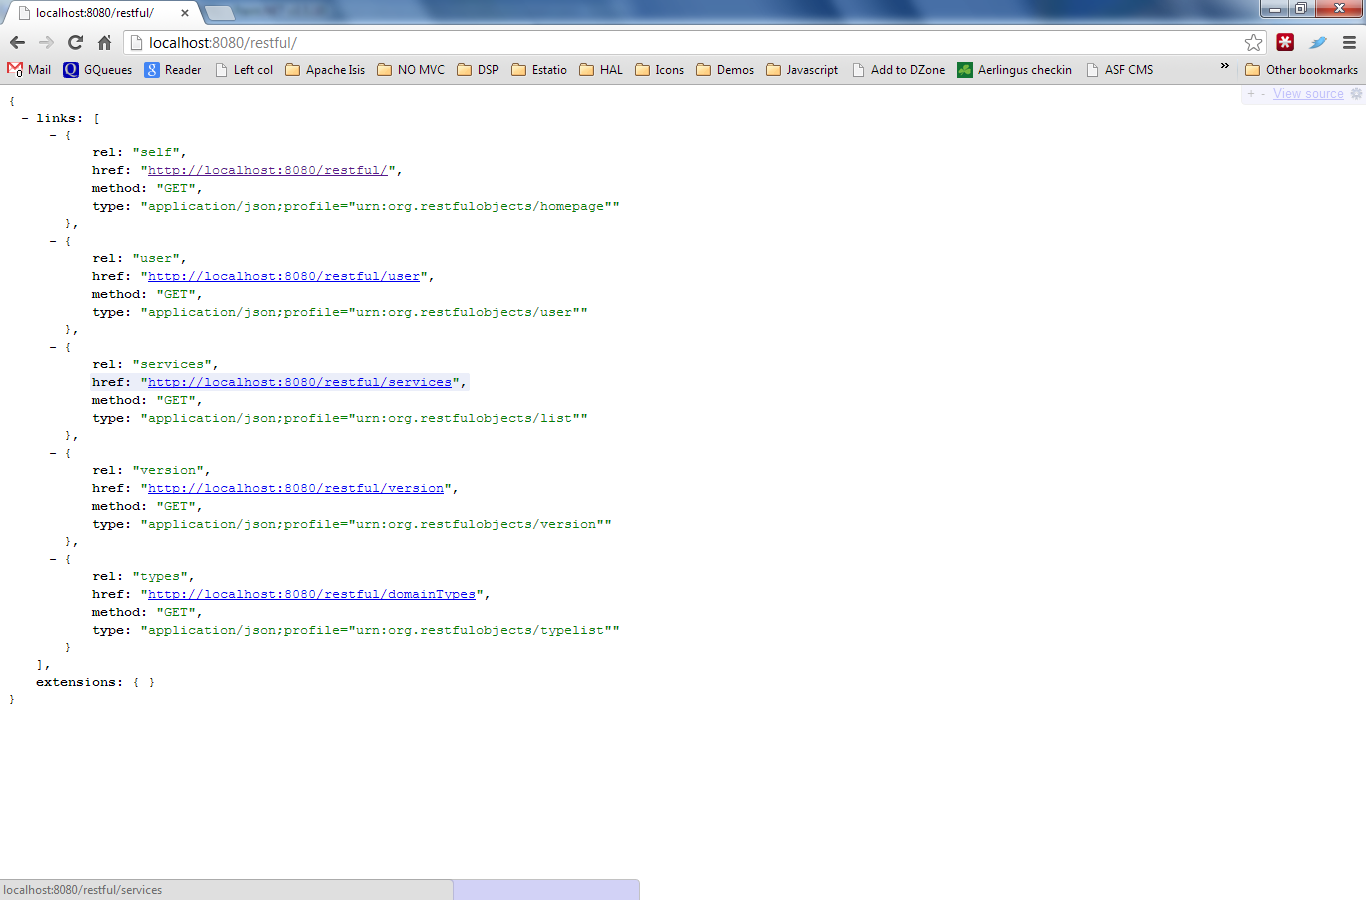 localhost:8080/restful/
localhost:8080/restful/
Mail GQueues Reader Left col Apache Isis NO MVC DSP Estatio HAL Icons Demos Javascript Add to DZone Aerlingus checkin ASF CMS » Other bookmarks
+ - View source
{
- links: [
- {
rel: "self",
href: "http://localhost:8080/restful/",
method: "GET",
type: "application/json;profile="urn:org.restfulobjects/homepage""
},
- {
rel: "user",
href: "http://localhost:8080/restful/user",
method: "GET",
type: "application/json;profile="urn:org.restfulobjects/user""
},
- {
rel: "services",
href: "http://localhost:8080/restful/services",
method: "GET",
type: "application/json;profile="urn:org.restfulobjects/list""
},
- {
rel: "version",
href: "http://localhost:8080/restful/version",
method: "GET",
type: "application/json;profile="urn:org.restfulobjects/version""
},
- {
rel: "types",
href: "http://localhost:8080/restful/domainTypes",
method: "GET",
type: "application/json;profile="urn:org.restfulobjects/typelist""
}
],
extensions: { }
}
localhost:8080/restful/services